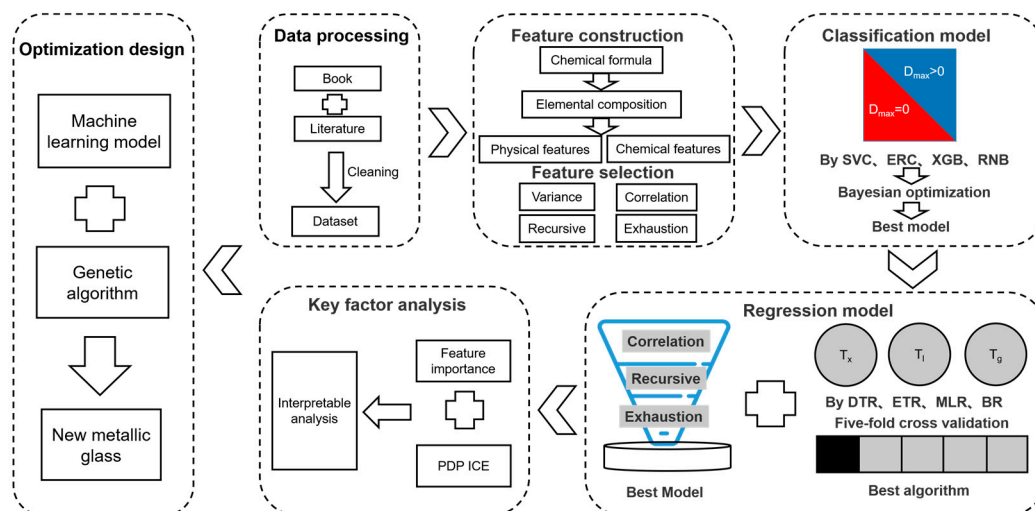 Optimization design
Machine
learning model
Genetic
algorithm
New metallic
glass
Data processing
Book
Literature
Cleaning
Dataset
Feature construction
Chemical formula
Elemental composition
Physical features
Chemical features
Feature selection
Variance
Correlation
Recursive
Exhaustion
Classification model
Dmax>0
Dmax=0
By SVC、ERC、XGB、RNB
Bayesian optimization
Best model
Regression model
Correlation
Recursive
Exhaustion
Best Model
Tx
Tl
Tg
By DTR、ETR、MLR、BR
Five-fold cross validation
Best algorithm
Key factor analysis
Interpretable
analysis
Feature
importance
PDP ICE